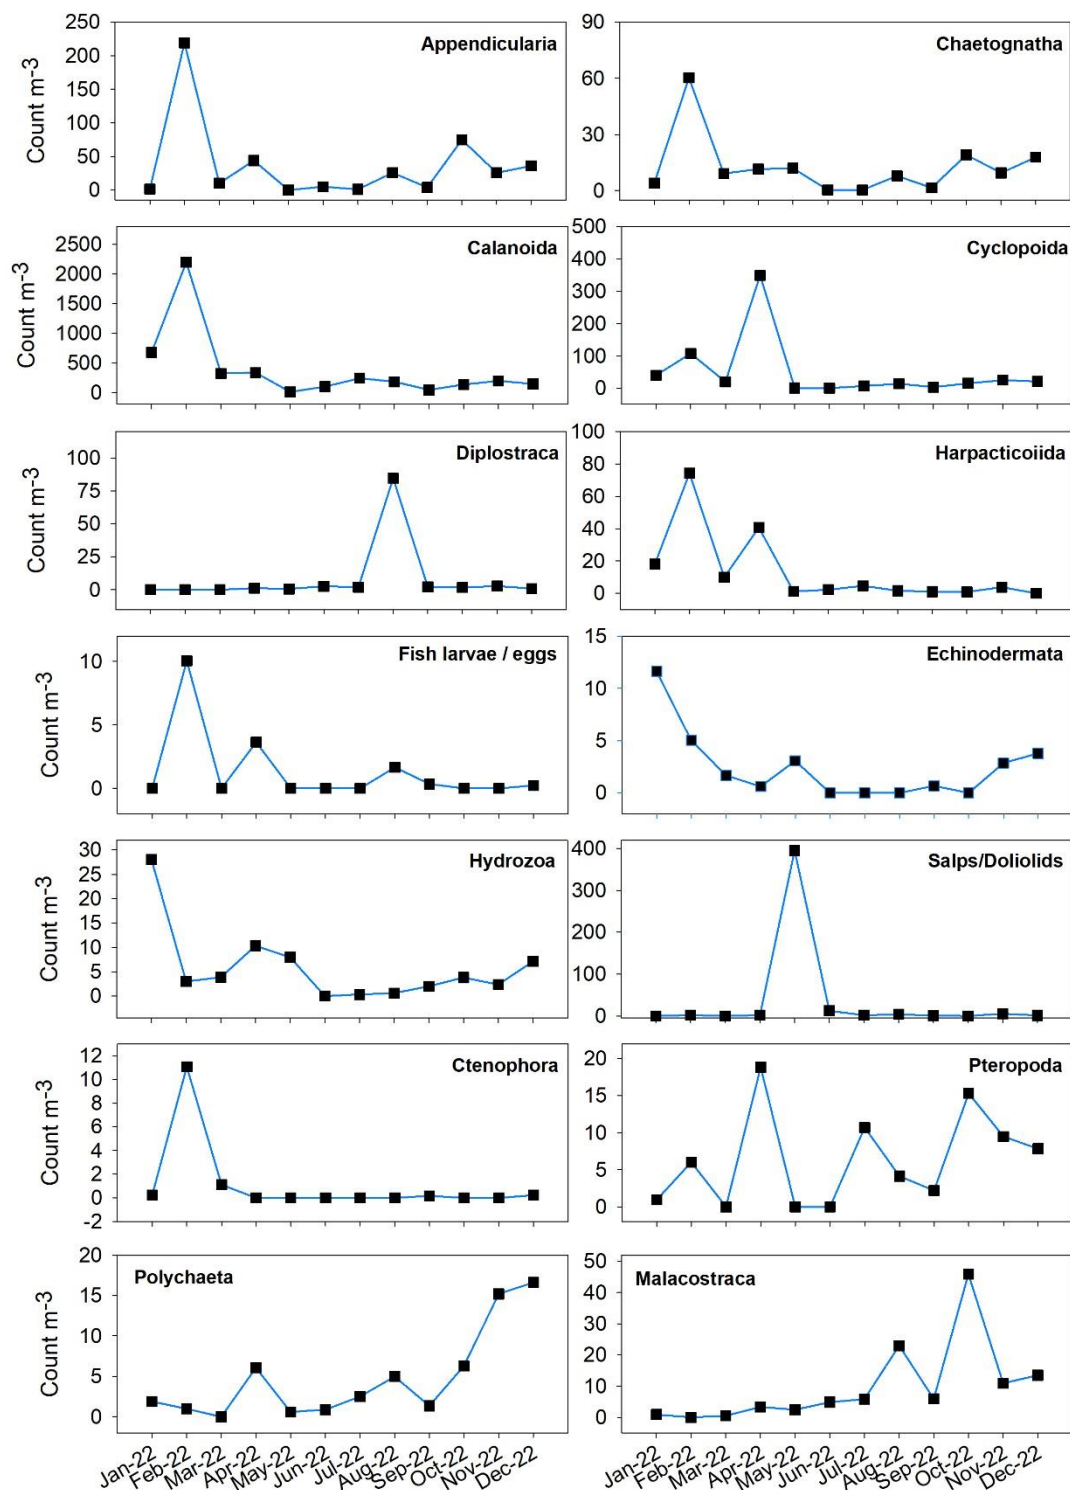 Appendicularia
Count m-3
250
200
150
100
50
0
Chaetognatha
90
60
30
0
Calanoida
Count m-3
2500
2000
1500
1000
500
0
Cyclopoida
500
400
300
200
100
0
Diplostraca
Count m-3
100
75
50
25
0
Harpacticoiida
100
80
60
40
20
0
Fish larvae / eggs
Count m-3
10
5
0
Echinodermata
15
10
5
0
Hydrozoa
Count m-3
30
25
20
15
10
5
0
Salps/Doliolids
400
300
200
100
0
Ctenophora
Count m-3
12
10
8
6
4
2
0
-2
Pteropoda
20
15
10
5
0
Polychaeta
Count m-3
20
15
10
5
0
Jan-22
Feb-22
Mar-22
Apr-22
May-22
Jun-22
Jul-22
Aug-22
Sep-22
Oct-22
Nov-22
Dec-22
Malacostraca
50
40
30
20
10
0
Jan-22
Feb-22
Mar-22
Apr-22
May-22
Jun-22
Jul-22
Aug-22
Sep-22
Oct-22
Nov-22
Dec-22